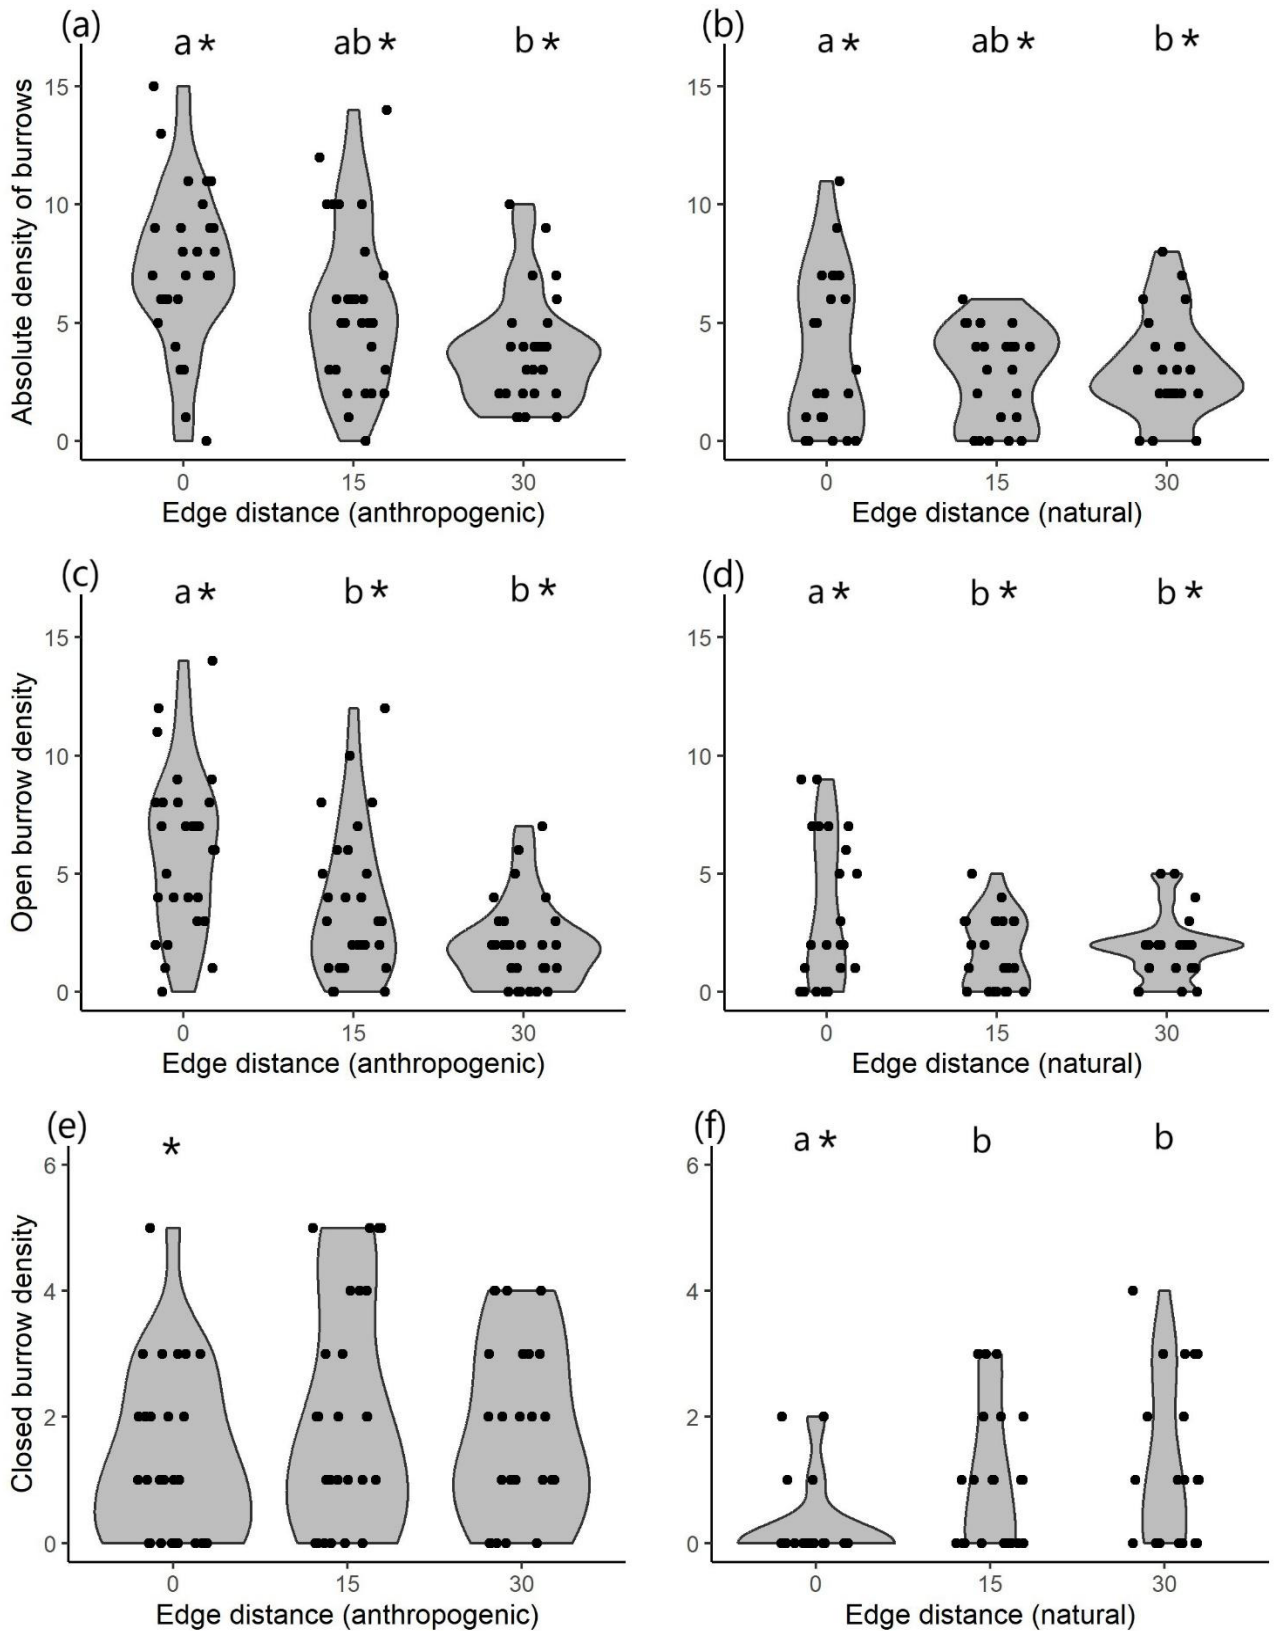 (a)
a * ab * b *
Absolute density of burrows
15
10
5
0
0 15 30
Edge distance (anthropogenic)
(b)
a * ab * b *
15
10
5
0
0 15 30
Edge distance (natural)
(c)
a * b * b *
Open burrow density
15
10
5
0
0 15 30
Edge distance (anthropogenic)
(d)
a * b * b *
15
10
5
0
0 15 30
Edge distance (natural)
(e)
*
Closed burrow density
6
4
2
0
0 15 30
Edge distance (anthropogenic)
(f)
a * b b
6
4
2
0
0 15 30
Edge distance (natural)